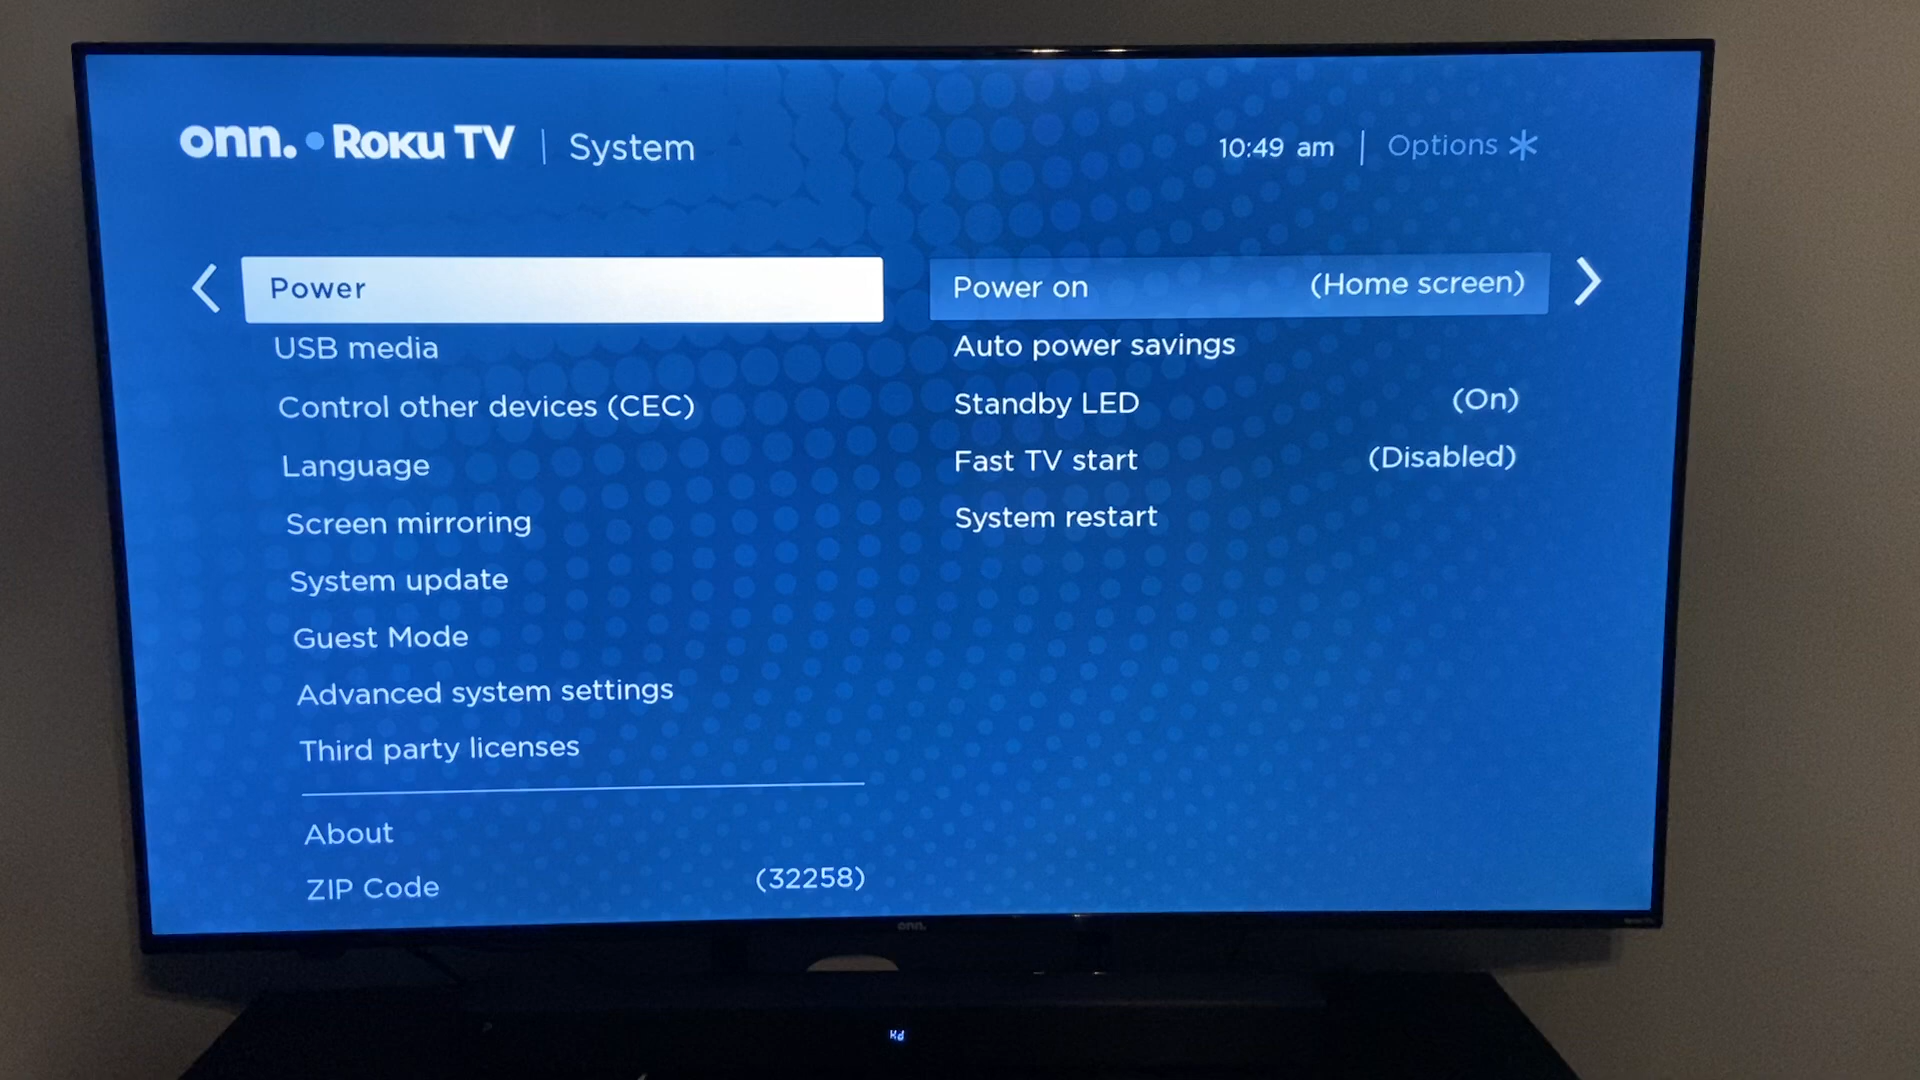 onn. • Roku TV | System
10:49 am | Options ✳
Power
USB media
Control other devices (CEC)
Language
Screen mirroring
System update
Guest Mode
Advanced system settings
Third party licenses
About
ZIP Code (32258)
Power on (Home screen)
Auto power savings
Standby LED (On)
Fast TV start (Disabled)
System restart
onn.